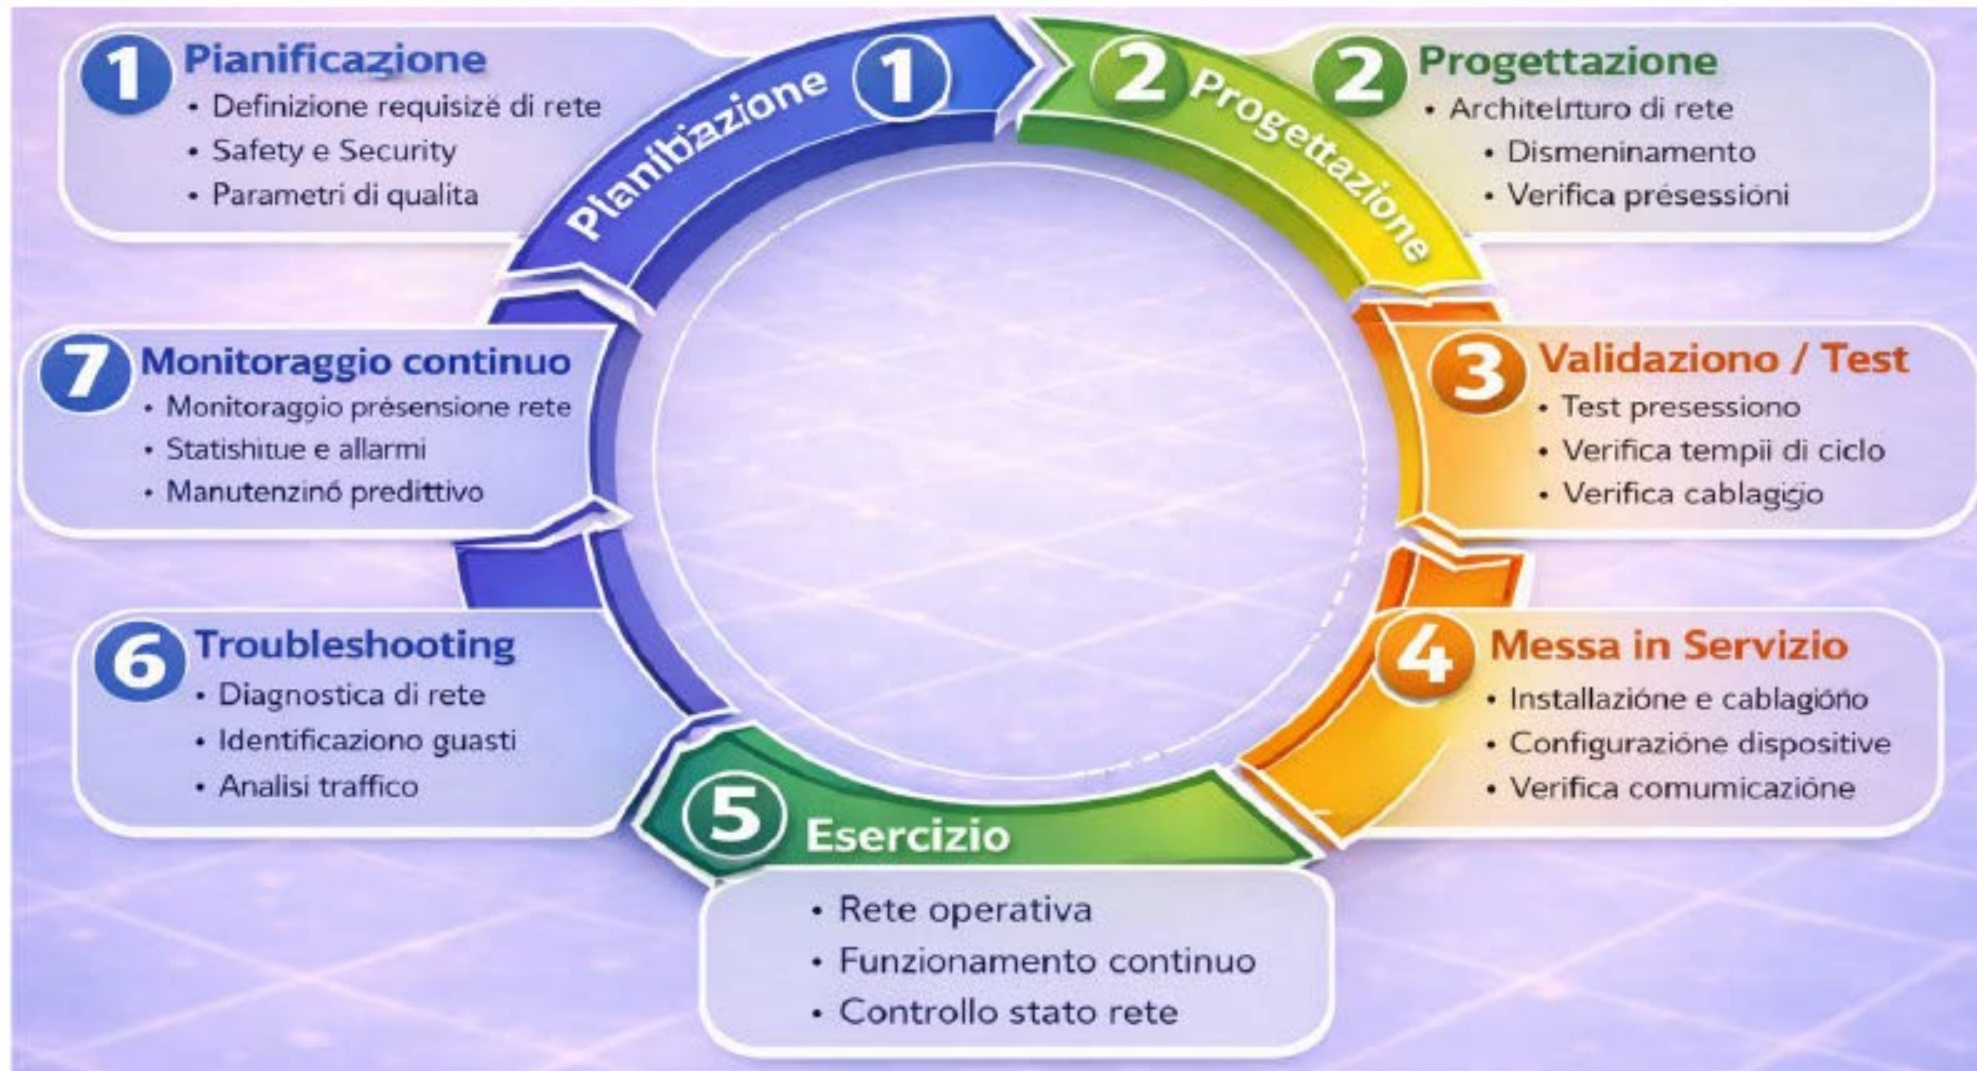 1 Pianificazione
• Definizione requisizé di rete
• Safety e Security
• Parametri di qualita
Pianibiazione 1
2 Progettazione
2 Progettazione
• Architelrturo di rete
• Dismeninamento
• Verifica présessióni
3 Validaziono / Test
• Test presessiono
• Verifica tempii di ciclo
• Verifica cablagigio
4 Messa in Servizio
• Installazióne e cablagióño
• Configurazióne dispositive
• Verifica comumicazióne
5 Esercizio
• Rete operativa
• Funzionamento continuo
• Controllo stato rete
6 Troubleshooting
• Diagnostica di rete
• Identificaziono guasti
• Analisi traffico
7 Monitoraggio continuo
• Monitoraggio présensione rete
• Statishitue e allarmi
• Manutenzinó predittivo